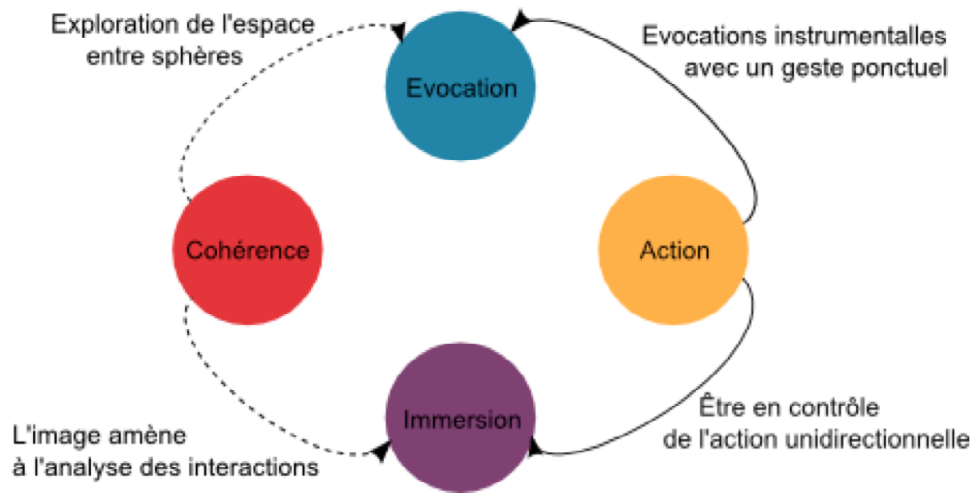 Exploration de l'espace
entre sphères
Evocations instrumentalles
avec un geste ponctuel
Evocation
Cohérence
Action
Immersion
L'image amène
à l'analyse des interactions
Être en contrôle
de l'action unidirectionnelle